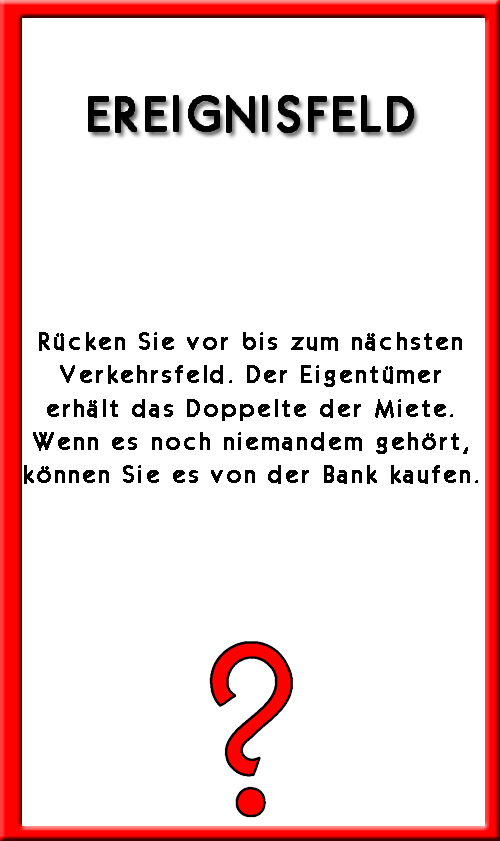 EREIGNISFELD
Rücken Sie vor bis zum nächsten
Verkehrsfeld. Der Eigentümer
erhält das Doppelte der Miete.
Wenn es noch niemandem gehört,
können Sie es von der Bank kaufen.
?